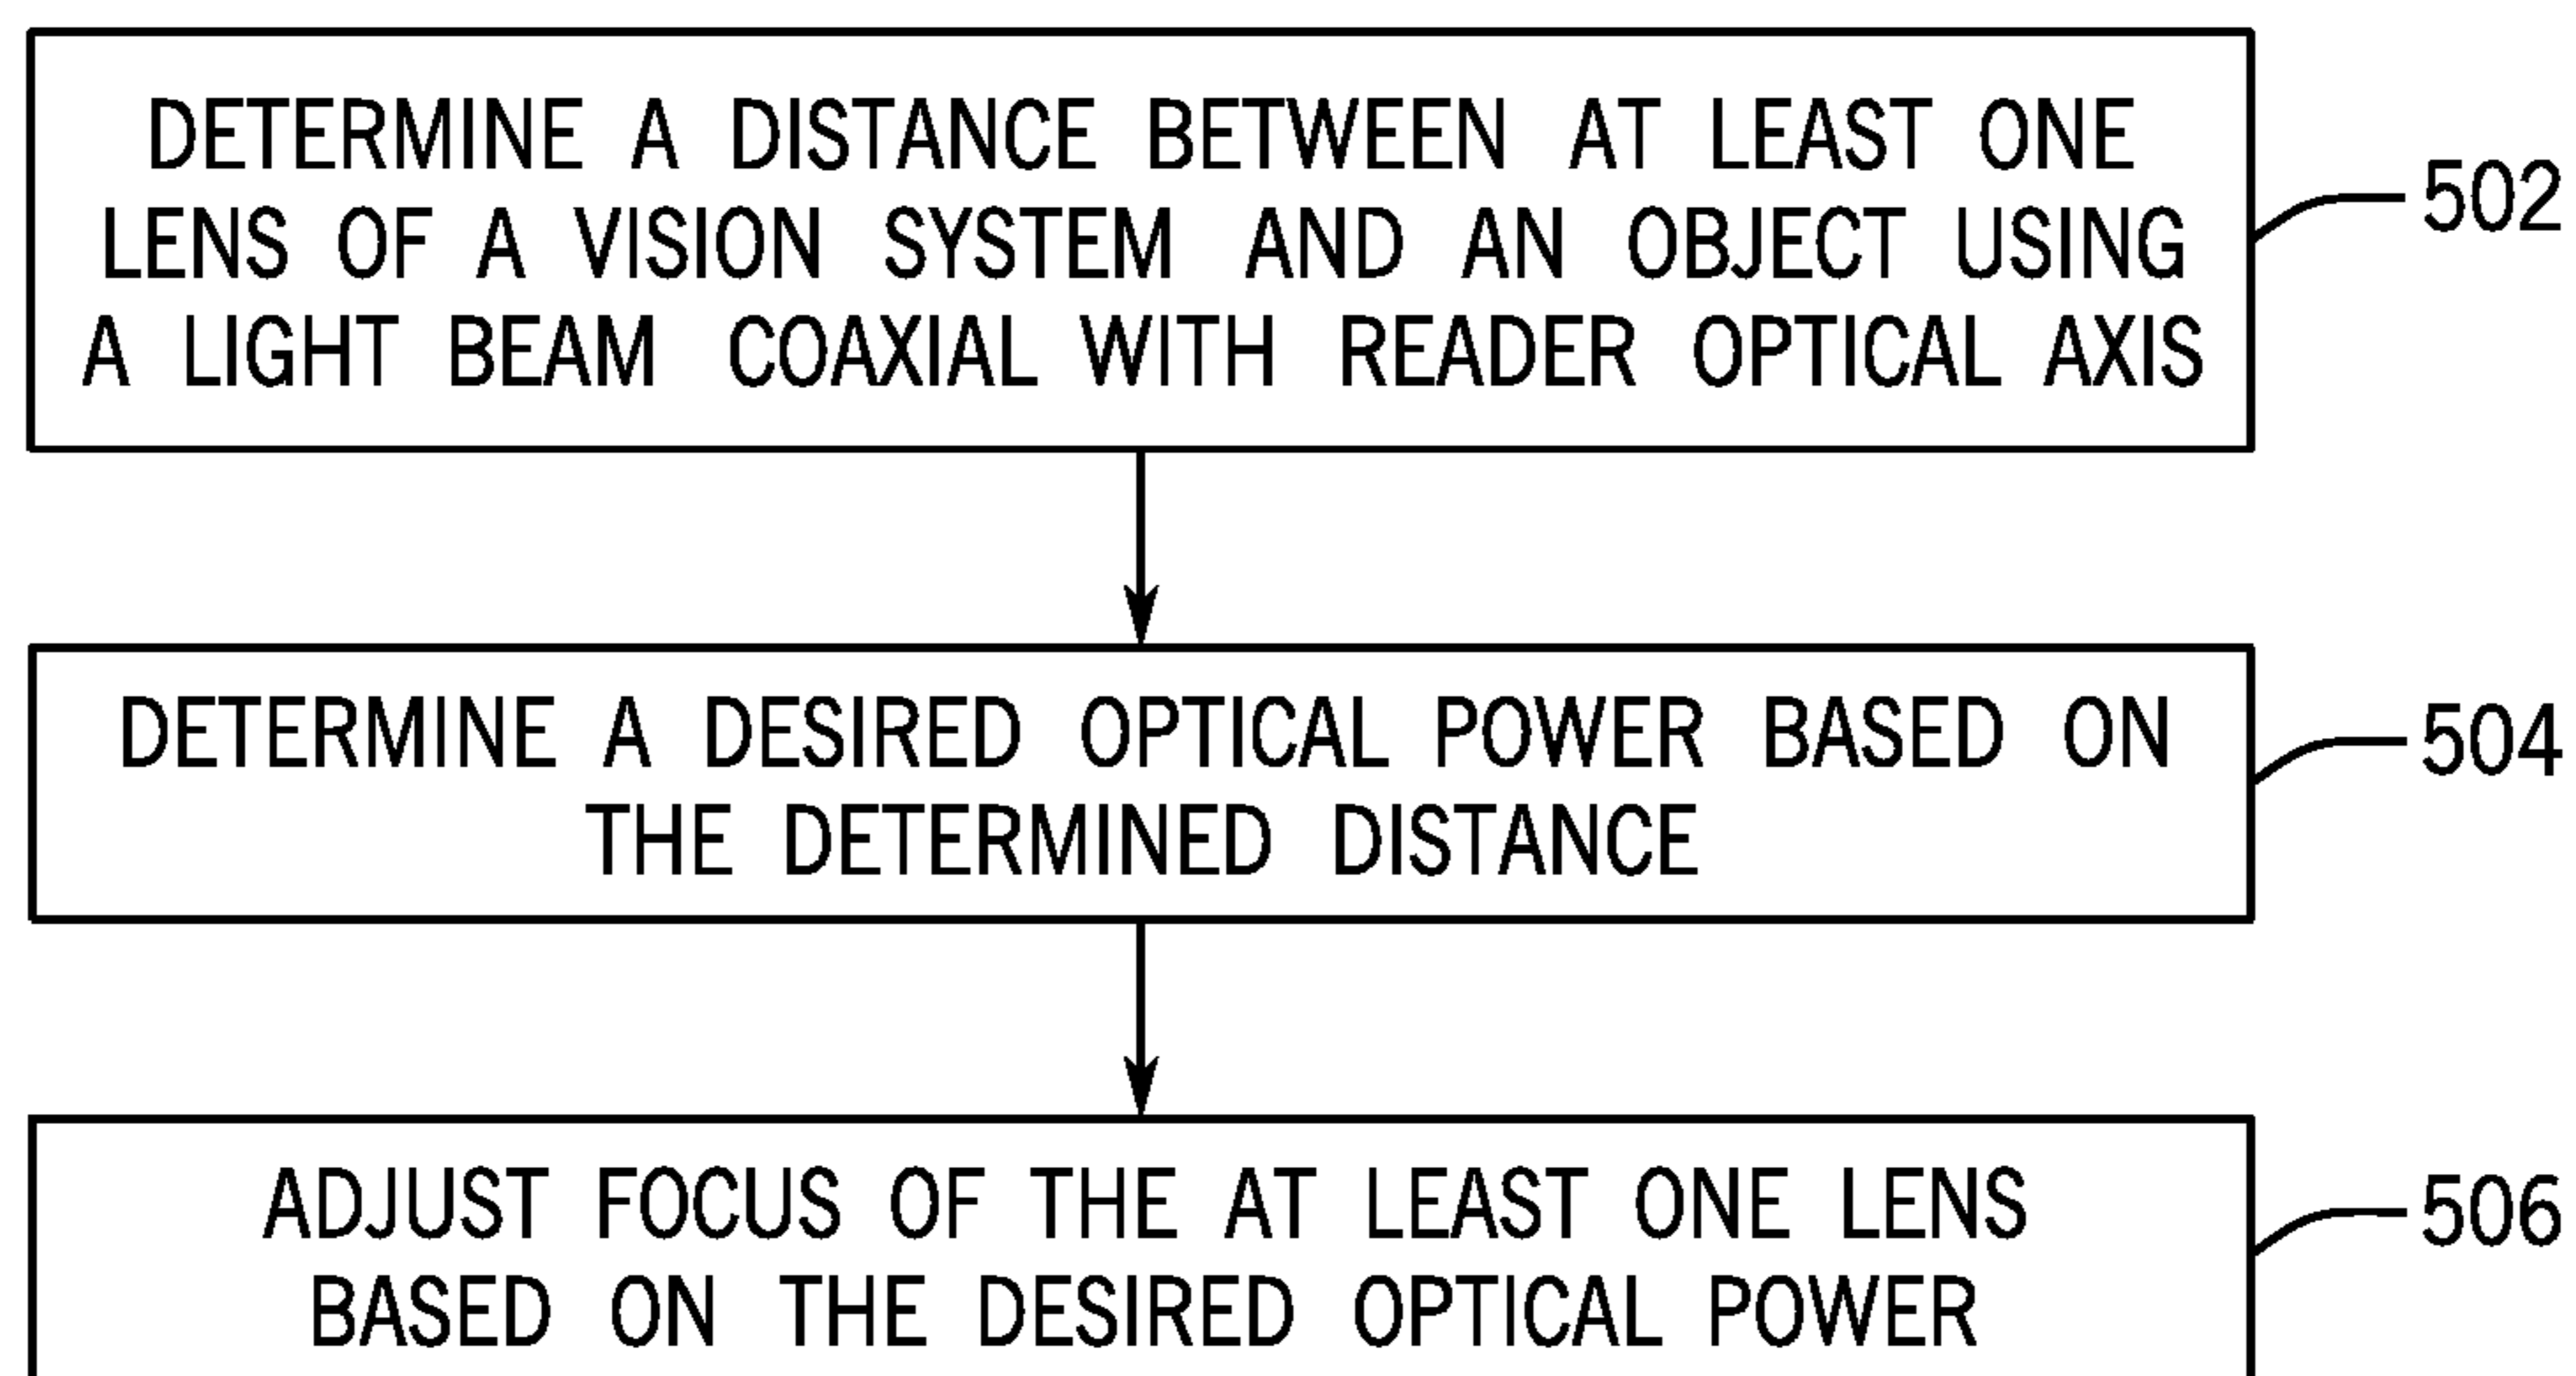 DETERMINE A DISTANCE BETWEEN AT LEAST ONE
LENS OF A VISION SYSTEM AND AN OBJECT USING
A LIGHT BEAM COAXIAL WITH READER OPTICAL AXIS
502
DETERMINE A DESIRED OPTICAL POWER BASED ON
THE DETERMINED DISTANCE
504
ADJUST FOCUS OF THE AT LEAST ONE LENS
BASED ON THE DESIRED OPTICAL POWER
506